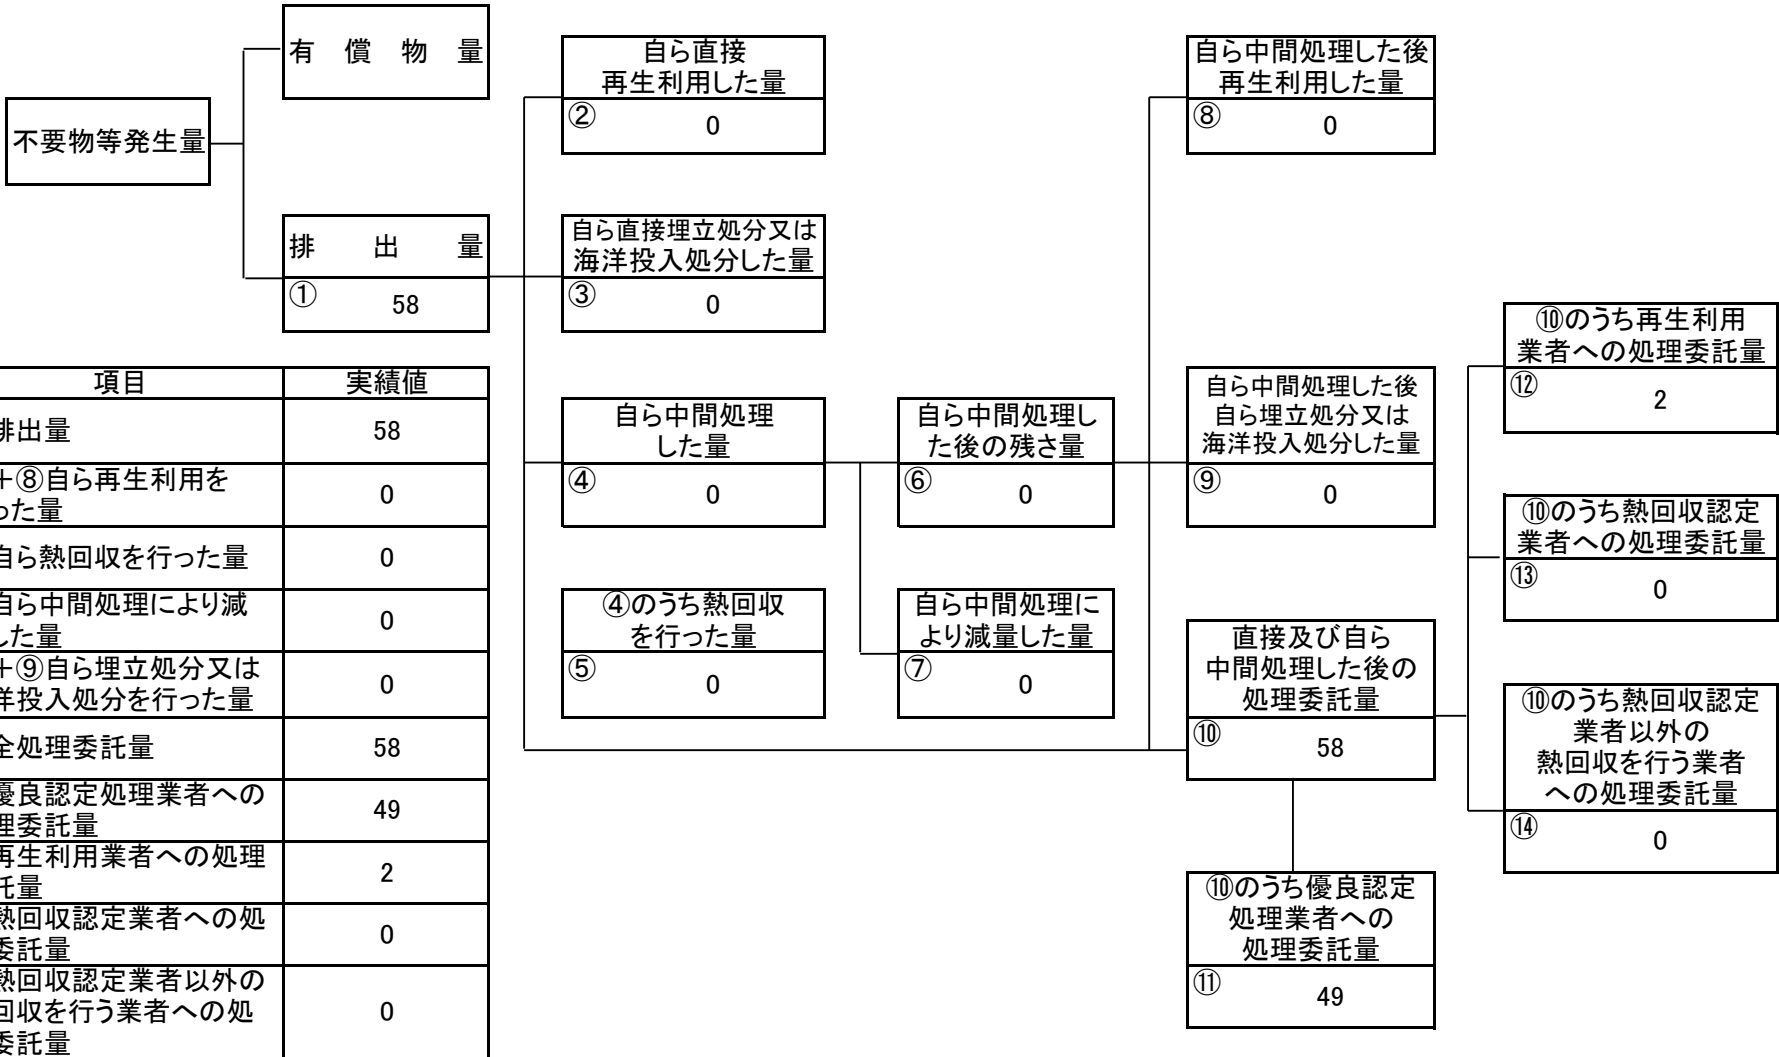 有償物量
不要物等発生量
排出量
① 58
自ら直接
再生利用した量
② 0
自ら直接埋立処分又は
海洋投入処分した量
③ 0
自ら中間処理
した量
④ 0
④のうち熱回収
を行った量
⑤ 0
自ら中間処理し
た後の残さ量
⑥ 0
自ら中間処理に
より減量した量
⑦ 0
自ら中間処理した後
再生利用した量
⑧ 0
自ら中間処理した後
自ら埋立処分又は
海洋投入処分した量
⑨ 0
直接及び自ら
中間処理した後の
処理委託量
⑩ 58
⑩のうち優良認定
処理業者への
処理委託量
⑪ 49
⑩のうち再生利用
業者への処理委託量
⑫ 2
⑩のうち熱回収認定
業者への処理委託量
⑬ 0
⑩のうち熱回収認定
業者以外の
熱回収を行う業者
への処理委託量
⑭ 0
項目 実績値
排出量 58
+⑧自ら再生利用を
った量 0
自ら熱回収を行った量 0
自ら中間処理により減
した量 0
+⑨自ら埋立処分又は
洋投入処分を行った量 0
全処理委託量 58
優良認定処理業者への
理委託量 49
再生利用業者への処理
託量 2
熱回収認定業者への処
委託量 0
熱回収認定業者以外の
回収を行う業者への処
委託量 0